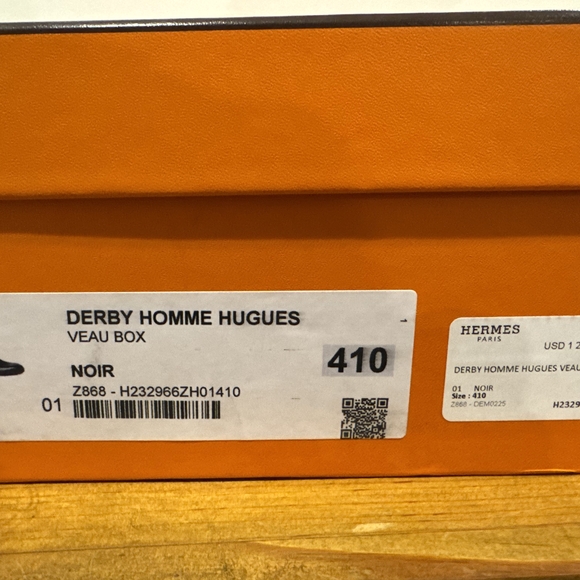 DERBY HOMME HUGUES
VEAU BOX
410
NOIR
Z868 - H232966ZH01410
01
HERMES
PARIS
USD 1 2
DERBY HOMME HUGUES VEAU
01 NOIR
Size : 410
Z868 - DEM0225
H2329